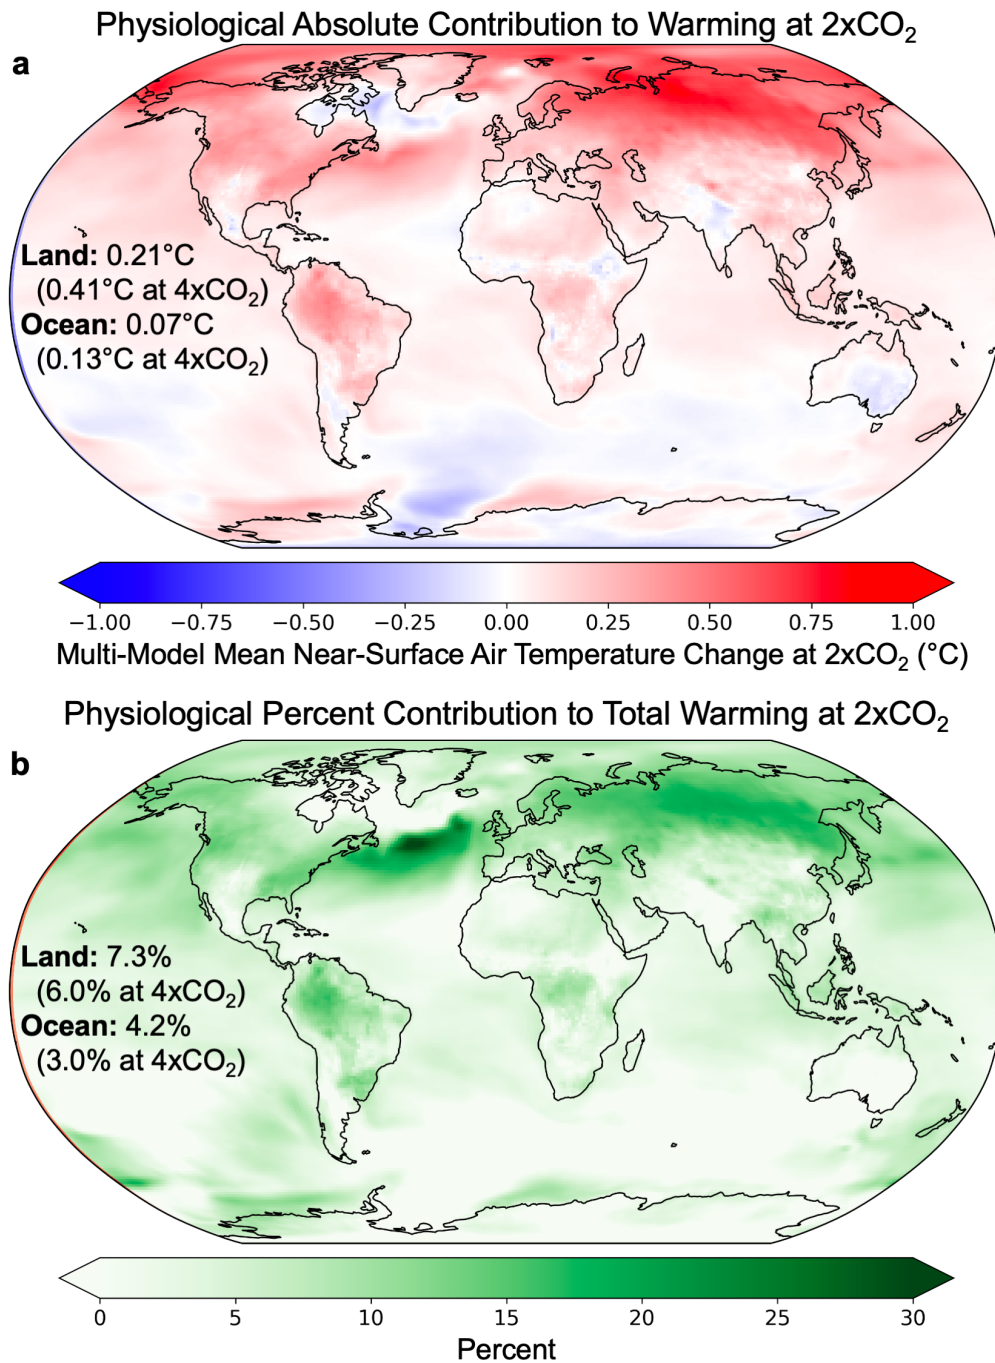 Physiological Absolute Contribution to Warming at 2xCO₂
a
Land: 0.21°C
(0.41°C at 4xCO₂)
Ocean: 0.07°C
(0.13°C at 4xCO₂)
−1.00 −0.75 −0.50 −0.25 0.00 0.25 0.50 0.75 1.00
Multi-Model Mean Near-Surface Air Temperature Change at 2xCO₂ (°C)
Physiological Percent Contribution to Total Warming at 2xCO₂
b
Land: 7.3%
(6.0% at 4xCO₂)
Ocean: 4.2%
(3.0% at 4xCO₂)
0 5 10 15 20 25 30
Percent